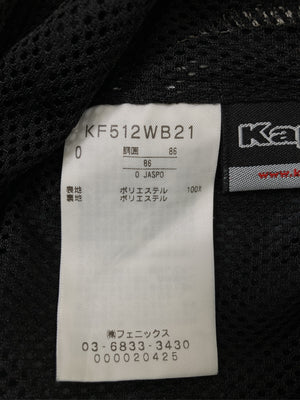 KF512WB21
O 胴囲 86
86
O JASPO
表地 ポリエステル 100%
裏地 ポリエステル
㈱フェニックス
03-6833-3430
000020425
Kap
www.k